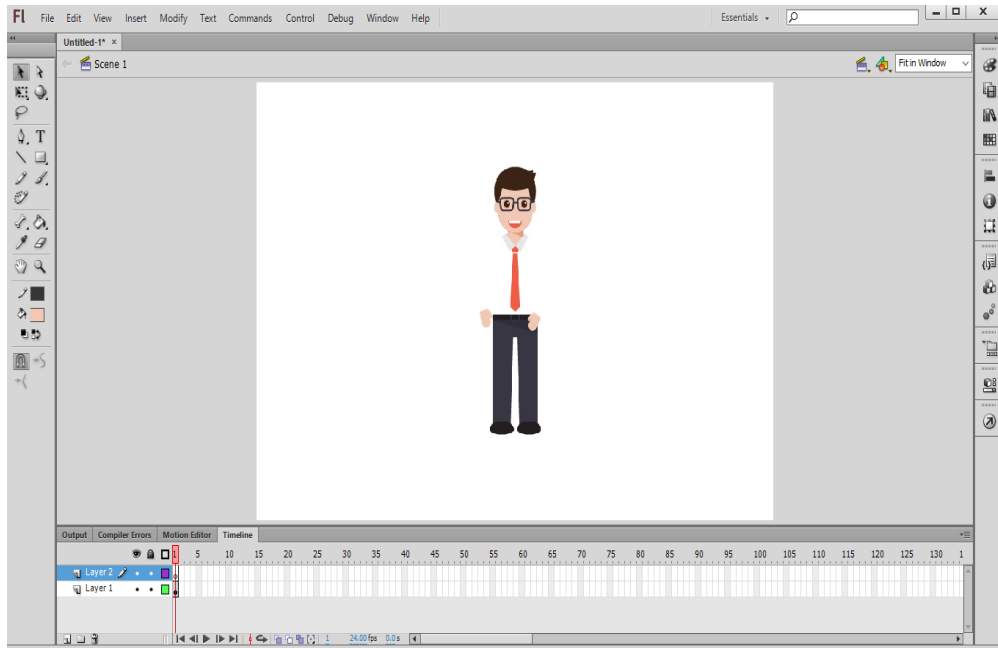 Fl File Edit View Insert Modify Text Commands Control Debug Window Help Essentials
Untitled-1* ×
Scene 1 Fit in Window
T
Output Compiler Errors Motion Editor Timeline
1 5 10 15 20 25 30 35 40 45 50 55 60 65 70 75 80 85 90 95 100 105 110 115 120 125 130 1
Layer 2
Layer 1
1 24.00 fps 0.0 s